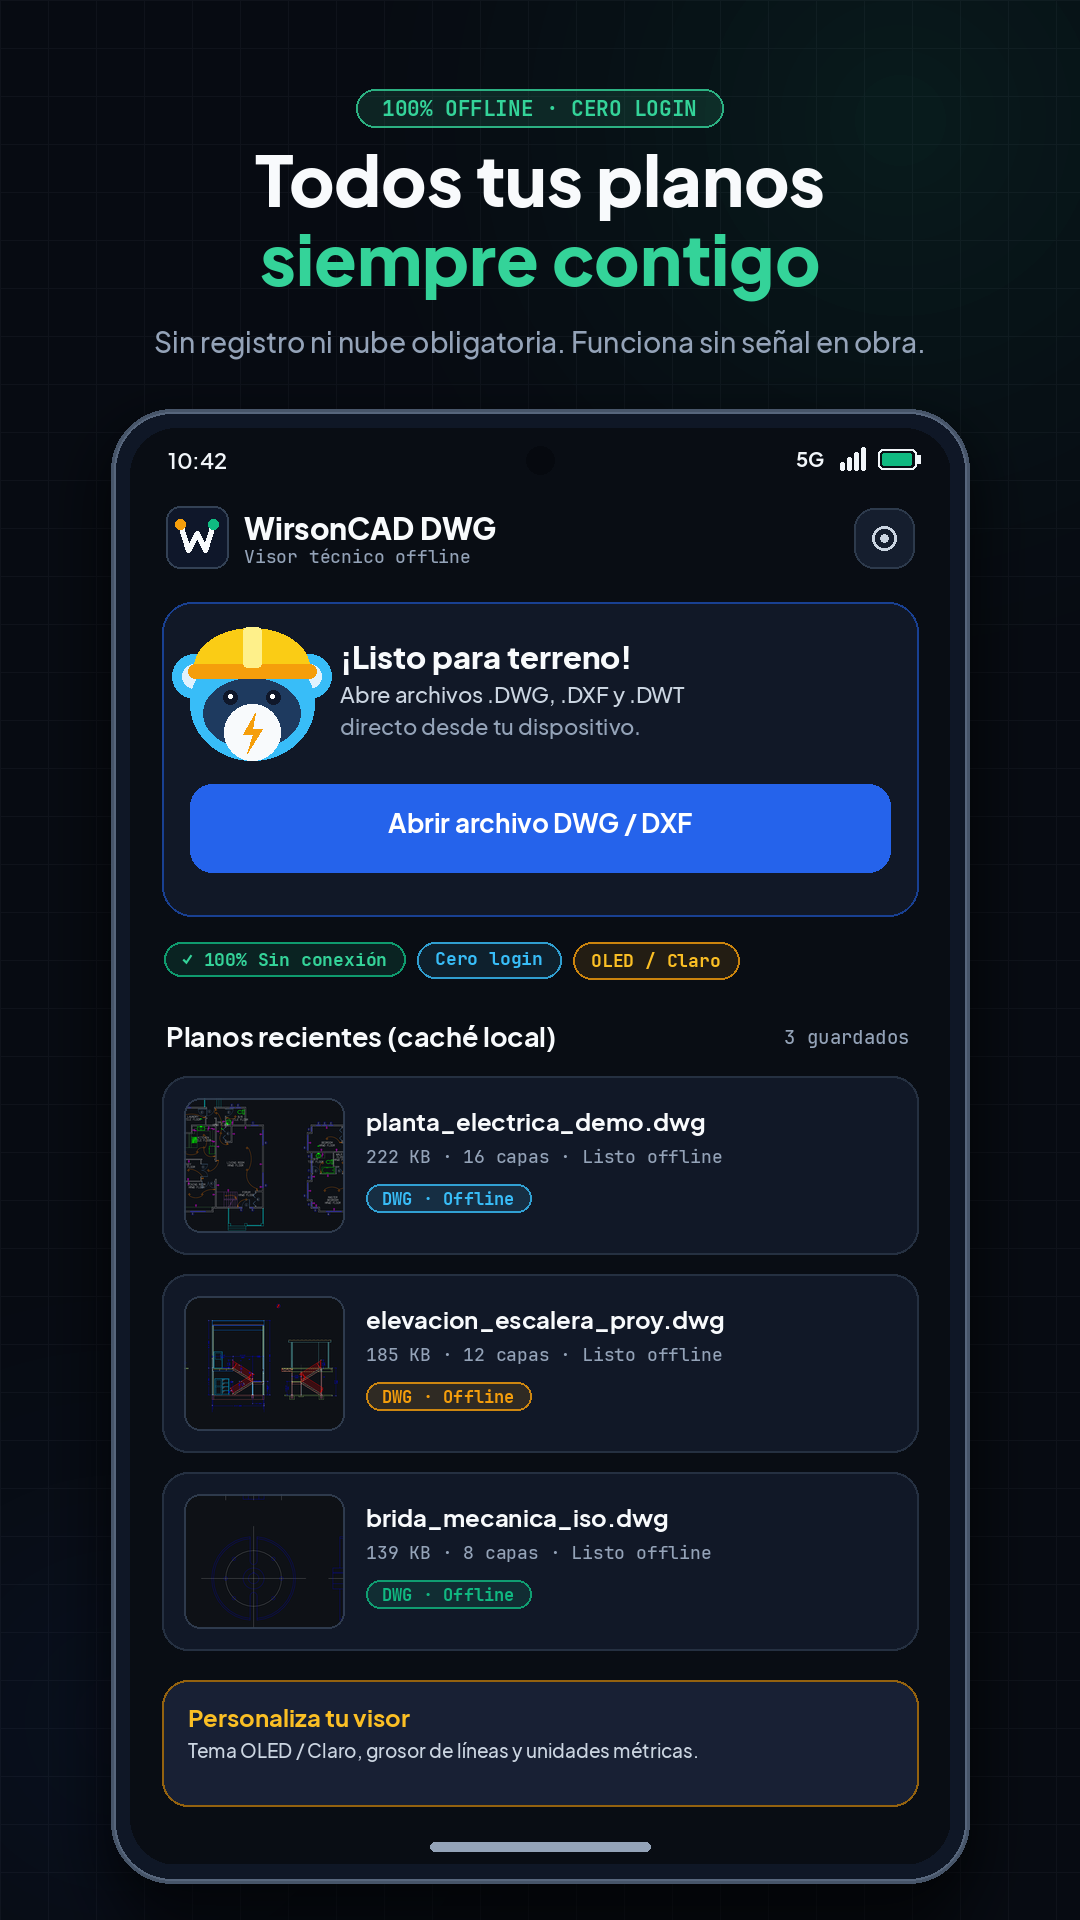 100% OFFLINE · CERO LOGIN
Todos tus planos
siempre contigo
Sin registro ni nube obligatoria. Funciona sin señal en obra.
10:42
5G
W
WirsonCAD DWG
Visor técnico offline
¡Listo para terreno!
Abre archivos .DWG, .DXF y .DWT
directo desde tu dispositivo.
Abrir archivo DWG / DXF
✓ 100% Sin conexión
Cero login
OLED / Claro
Planos recientes (caché local)
3 guardados
planta_electrica_demo.dwg
222 KB · 16 capas · Listo offline
DWG · Offline
elevacion_escalera_proy.dwg
185 KB · 12 capas · Listo offline
DWG · Offline
brida_mecanica_iso.dwg
139 KB · 8 capas · Listo offline
DWG · Offline
Personaliza tu visor
Tema OLED / Claro, grosor de líneas y unidades métricas.